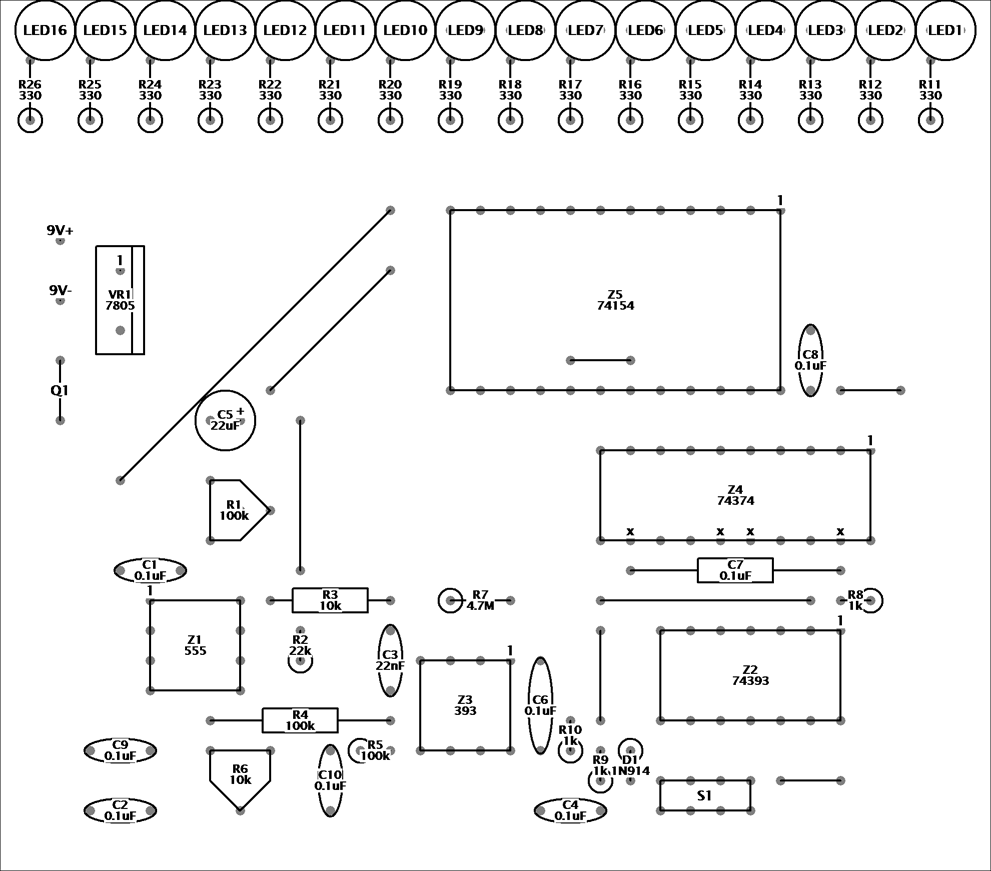 LED16 LED15 LED14 LED13 LED12 LED11 LED10 LED9 LED8 LED7 LED6 LED5 LED4 LED3 LED2 LED1
R26 R25 R24 R23 R22 R21 R20 R19 R18 R17 R16 R15 R14 R13 R12 R11
330 330 330 330 330 330 330 330 330 330 330 330 330 330 330 330
1
9V+
1
9V-
VR1
7805
Z5
74154
C8
0.1uF
Q1
C5 +
22uF
1
Z4
74374
R1
100k
x x x x
C1
0.1uF
C7
0.1uF
1
R3
10k
R7
4.7M
R8
1k
1
Z1
555
R2
22k
C3
22nF
1
Z2
74393
Z3
393
C6
0.1uF
R4
100k
R10
1k
C9
0.1uF
R5
100k
R6
10k
C10
0.1uF
R9
1k
D1
1N914
S1
C2
0.1uF
C4
0.1uF